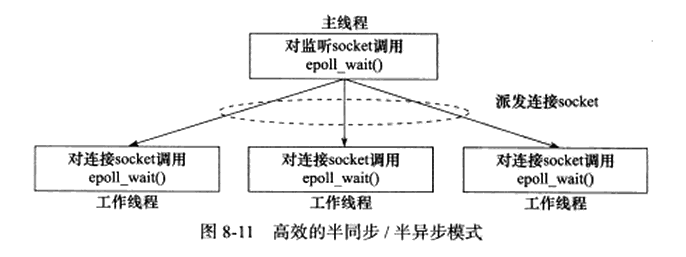 主线程
对监听socket调用
epoll_wait()
派发连接socket
对连接socket调用
epoll_wait()
对连接socket调用
epoll_wait()
对连接socket调用
epoll_wait()
工作线程
工作线程
工作线程
图 8-11 高效的半同步/半异步模式